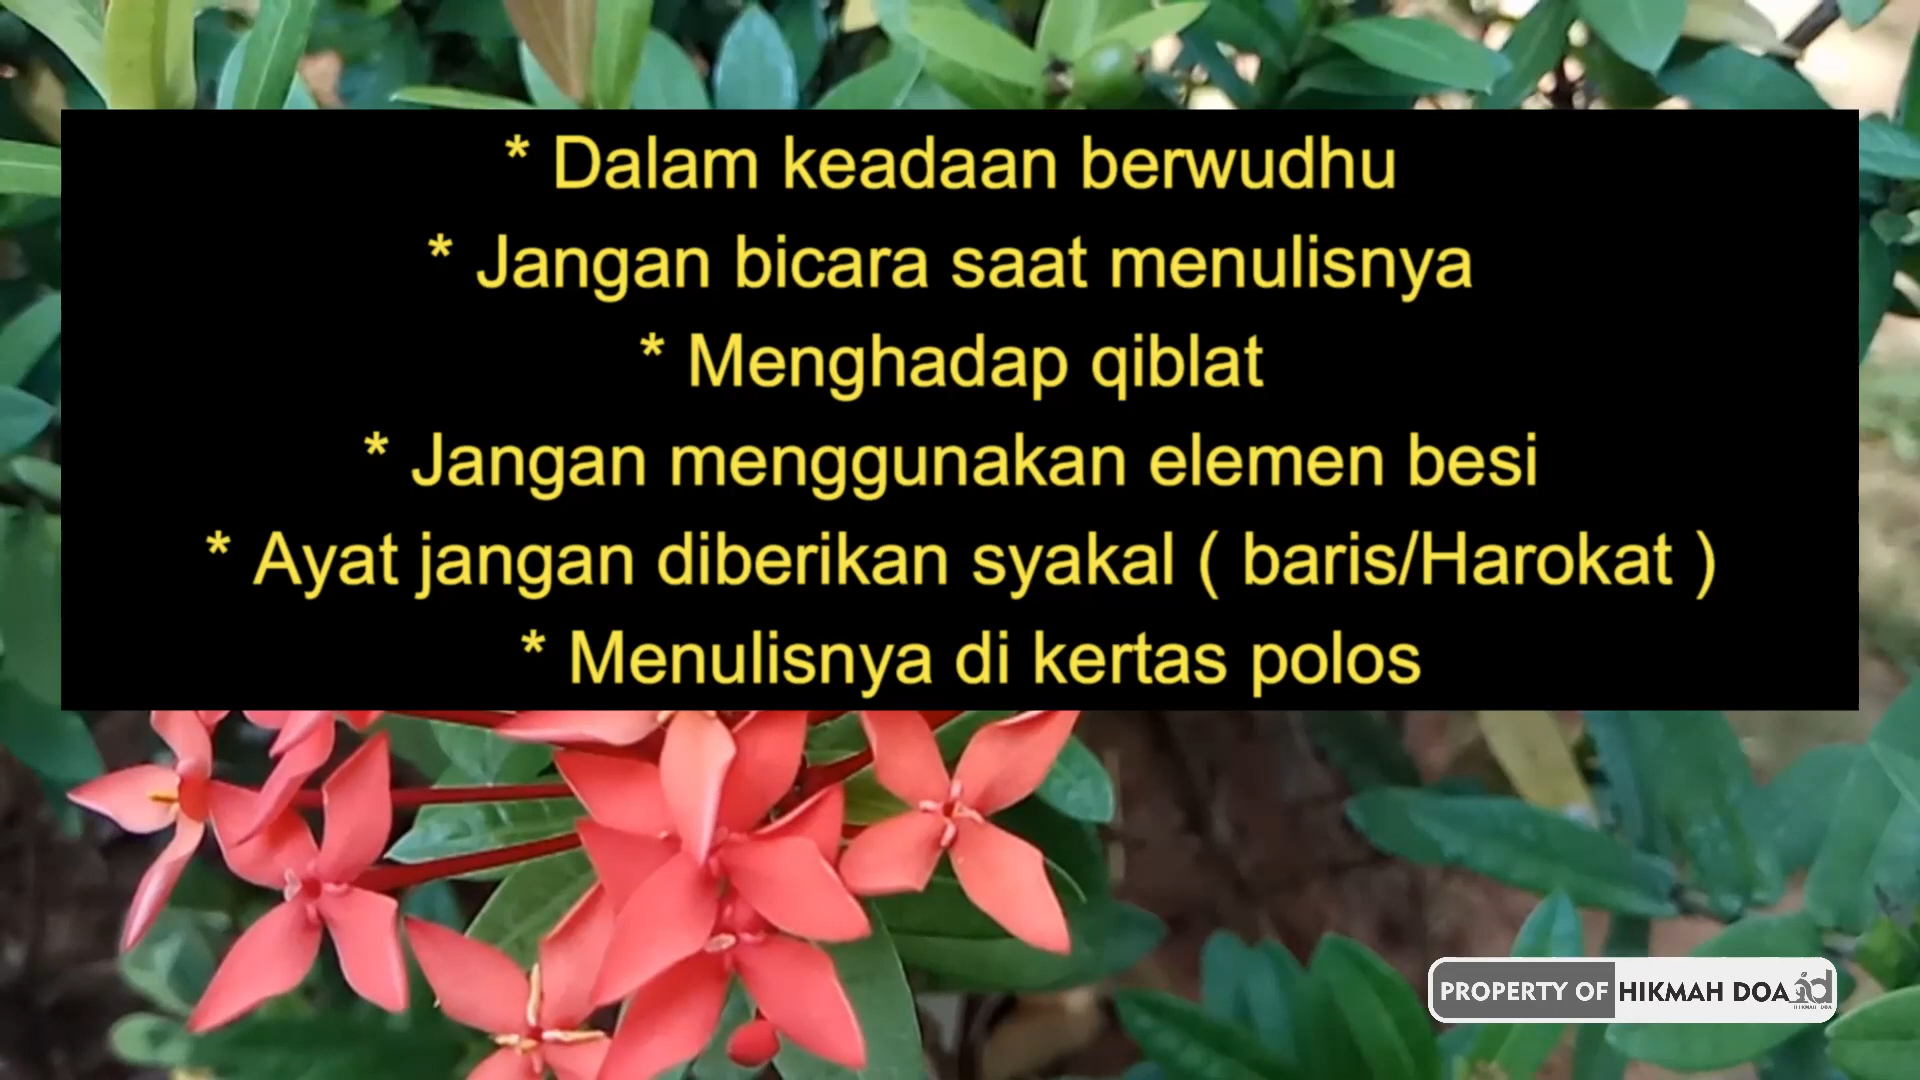 * Dalam keadaan berwudhu
* Jangan bicara saat menulisnya
* Menghadap qiblat
* Jangan menggunakan elemen besi
* Ayat jangan diberikan syakal ( baris/Harokat )
* Menulisnya di kertas polos
PROPERTY OF HIKMAH DOA id